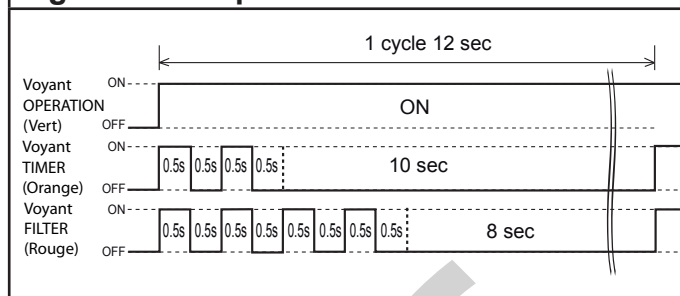 1 cycle 12 sec
Voyant
OPERATION
(Vert)
ON
OFF
ON
Voyant
TIMER
(Orange)
ON
OFF
0.5s 0.5s 0.5s 0.5s
10 sec
Voyant
FILTER
(Rouge)
ON
OFF
0.5s 0.5s 0.5s 0.5s 0.5s 0.5s 0.5s 0.5s
8 sec